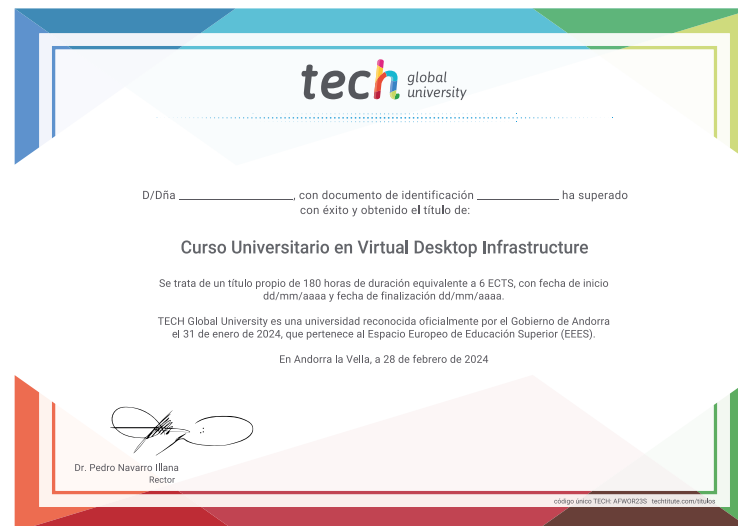 tech global university
D/Dña ____________, con documento de identificación ____________ ha superado
con éxito y obtenido el título de:
Curso Universitario en Virtual Desktop Infrastructure
Se trata de un título propio de 180 horas de duración equivalente a 6 ECTS, con fecha de inicio
dd/mm/aaaa y fecha de finalización dd/mm/aaaa.
TECH Global University es una universidad reconocida oficialmente por el Gobierno de Andorra
el 31 de enero de 2024, que pertenece al Espacio Europeo de Educación Superior (EEES).
En Andorra la Vella, a 28 de febrero de 2024
Dr. Pedro Navarro Illana
Rector
código único TECH: AFWOR23S techtitute.com/titulos